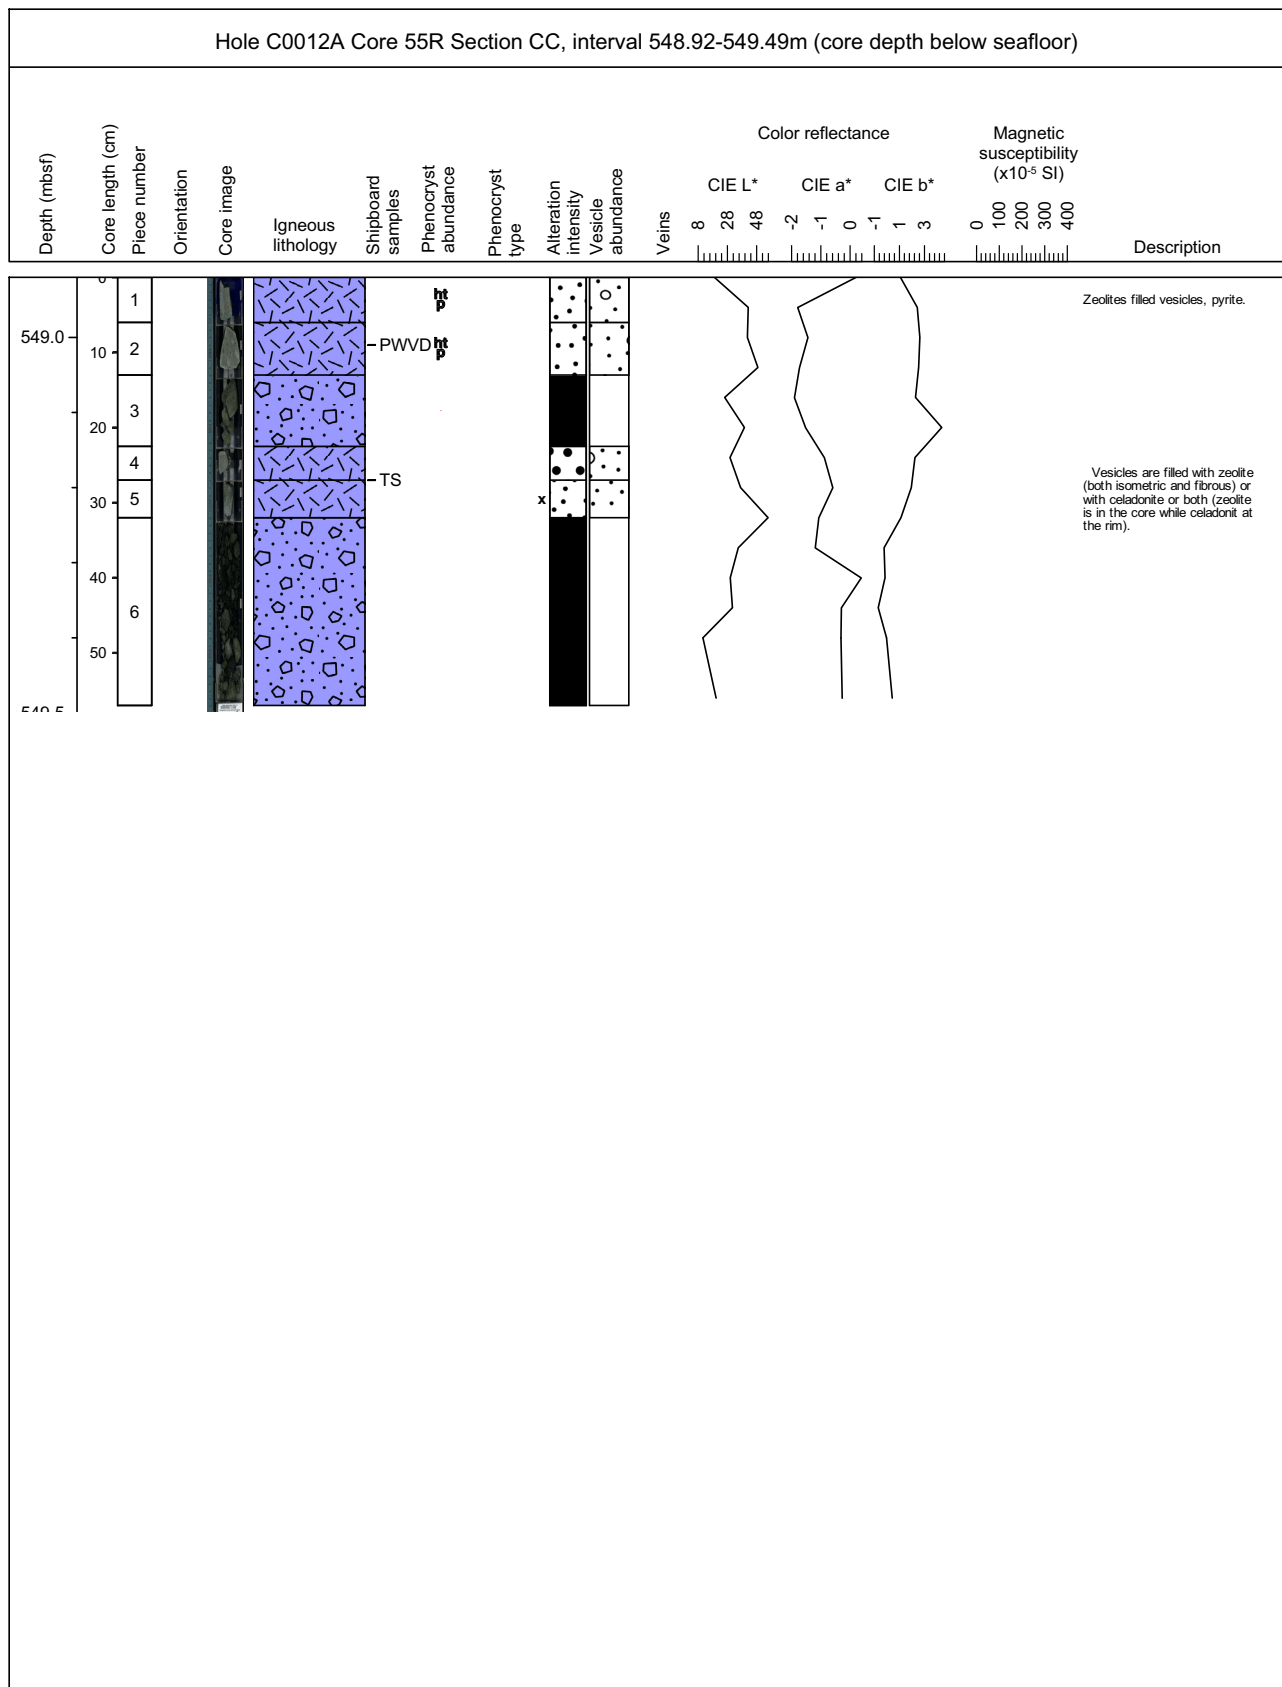 Hole C0012A Core 55R Section CC, interval 548.92-549.49m (core depth below seafloor)
Depth (mbsf)
Core length (cm)
Piece number
Orientation
Core image
Igneous
lithology
Shipboard
samples
Phenocryst
abundance
Phenocryst
type
Alteration
intensity
Vesicle
abundance
Veins
Color reflectance
CIE L*
8 28 48
CIE a*
-2 -1 0
CIE b*
-1 1 3
Magnetic
susceptibility
(x10-5 SI)
0 100 200 300 400
Description
0
1
ht
p
Zeolites filled vesicles, pyrite.
549.0
10
2
PWVD
ht
p
3
20
4
TS
Vesicles are filled with zeolite
(both isometric and fibrous) or
with celadonite or both (zeolite
is in the core while celadonit at
the rim).
30
5
x
40
6
50
549.5